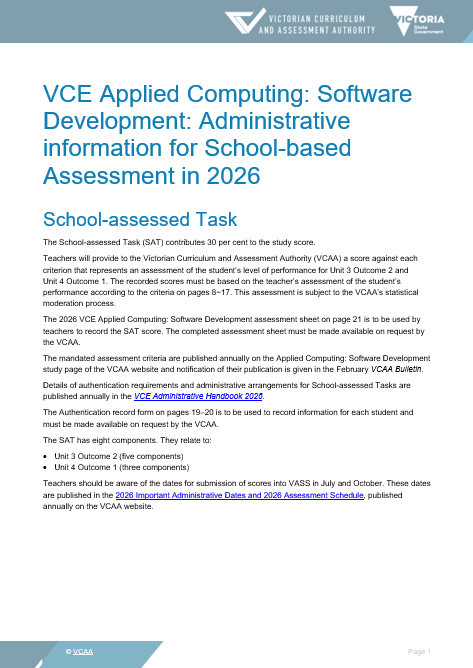 VICTORIAN CURRICULUM
AND ASSESSMENT AUTHORITY
VICTORIA
State
Government
VCE Applied Computing: Software
Development: Administrative
information for School-based
Assessment in 2026
School-assessed Task
The School-assessed Task (SAT) contributes 30 per cent to the study score.
Teachers will provide to the Victorian Curriculum and Assessment Authority (VCAA) a score against each
criterion that represents an assessment of the student's level of performance for Unit 3 Outcome 2 and
Unit 4 Outcome 1. The recorded scores must be based on the teacher's assessment of the student's
performance according to the criteria on pages 8–17. This assessment is subject to the VCAA's statistical
moderation process.
The 2026 VCE Applied Computing: Software Development assessment sheet on page 21 is to be used by
teachers to record the SAT score. The completed assessment sheet must be made available on request by
the VCAA.
The mandated assessment criteria are published annually on the Applied Computing: Software Development
study page of the VCAA website and notification of their publication is given in the February VCAA Bulletin.
Details of authentication requirements and administrative arrangements for School-assessed Tasks are
published annually in the VCE Administrative Handbook 2026.
The Authentication record form on pages 19–20 is to be used to record information for each student and
must be made available on request by the VCAA.
The SAT has eight components. They relate to:
• Unit 3 Outcome 2 (five components)
• Unit 4 Outcome 1 (three components)
Teachers should be aware of the dates for submission of scores into VASS in July and October. These dates
are published in the 2026 Important Administrative Dates and 2026 Assessment Schedule, published
annually on the VCAA website.
© VCAA
Page 1